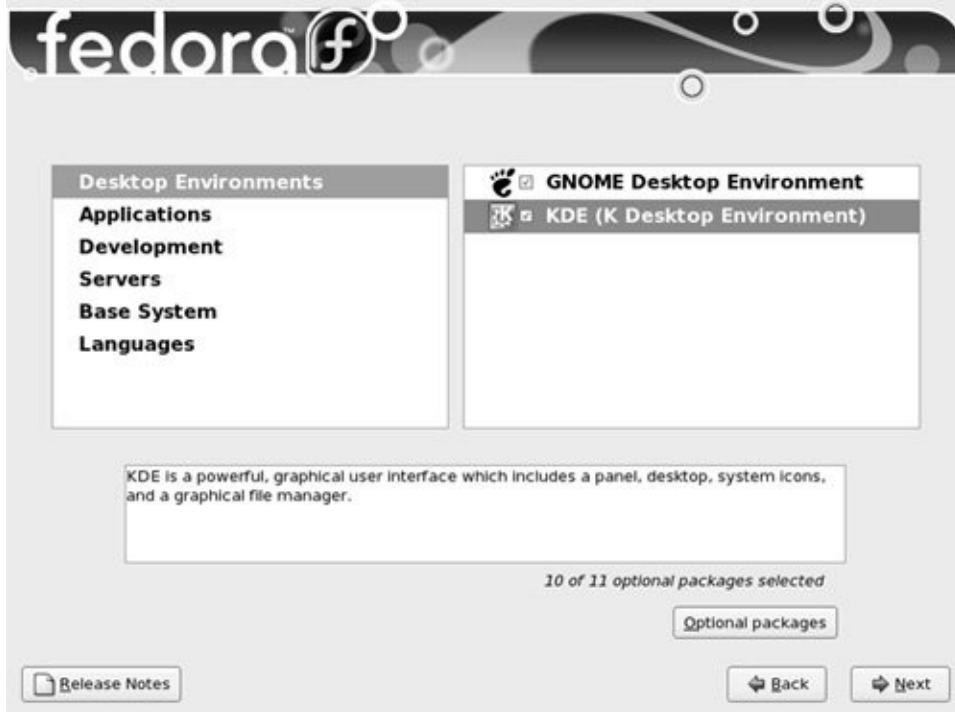 fedora™
Desktop Environments
Applications
Development
Servers
Base System
Languages
GNOME Desktop Environment
KDE (K Desktop Environment)
KDE is a powerful, graphical user interface which includes a panel, desktop, system icons,
and a graphical file manager.
10 of 11 optional packages selected
Optional packages
Release Notes
Back
Next